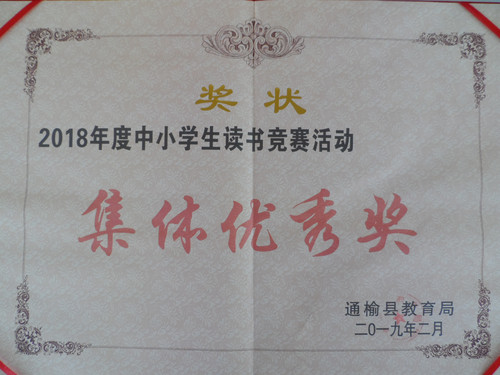 奖状
2018年度中小学生读书竞赛活动
集体优秀奖
通榆县教育局
二〇一九年二月